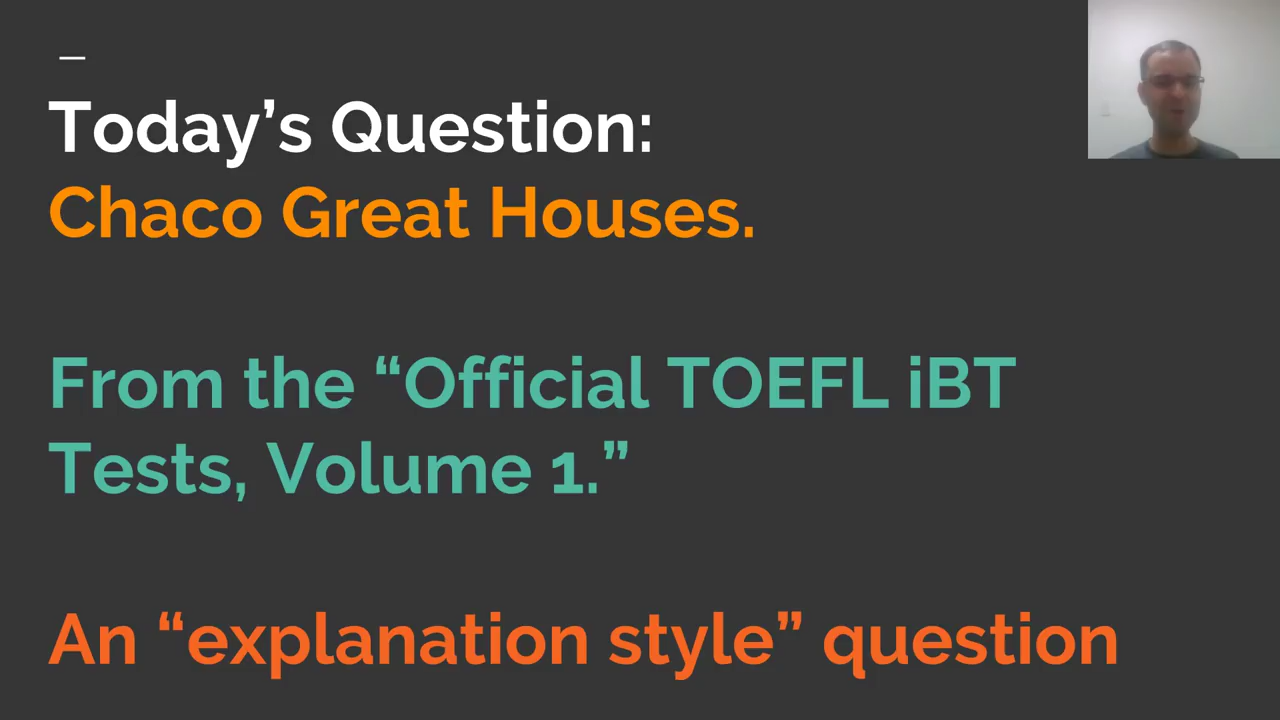 Today’s Question:
Chaco Great Houses.
From the “Official TOEFL iBT
Tests, Volume 1.”
An “explanation style” question